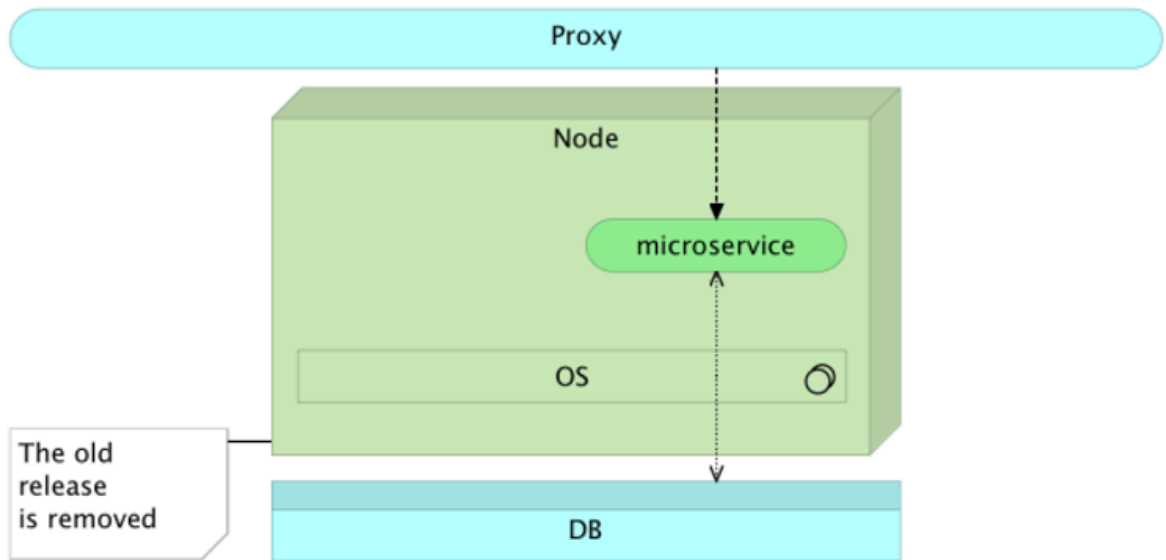 Proxy
Node
microservice
OS
The old
release
is removed
DB